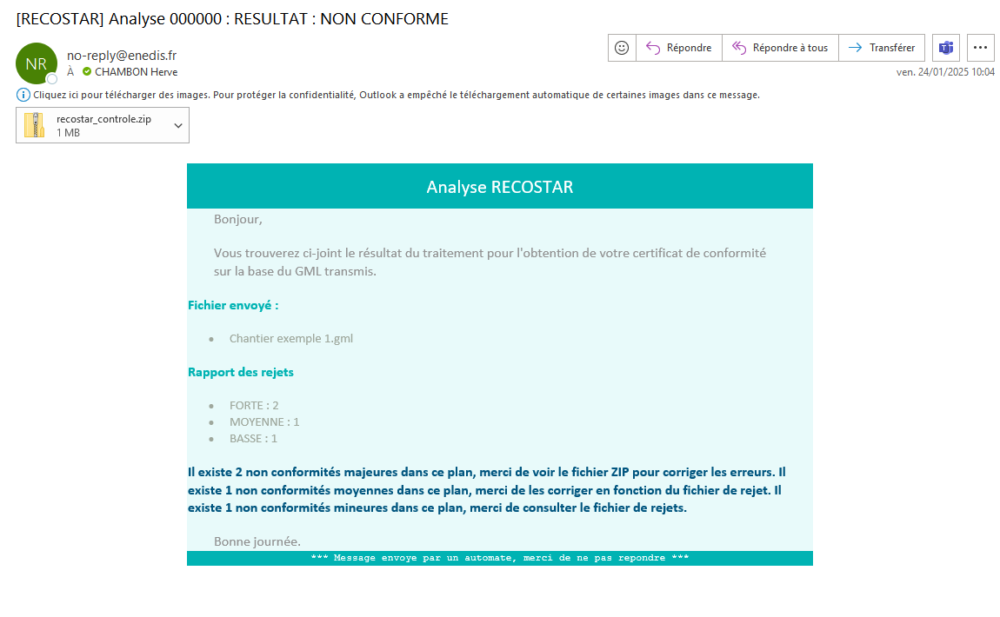 [RECOSTAR] Analyse 000000 : RESULTAT : NON CONFORME
NR
no-reply@enedis.fr
À CHAMBON Herve
Répondre
Répondre à tous
Transférer
ven. 24/01/2025 10:04
Cliquez ici pour télécharger des images. Pour protéger la confidentialité, Outlook a empêché le téléchargement automatique de certaines images dans ce message.
recostar_controle.zip
1 MB
Analyse RECOSTAR
Bonjour,
Vous trouverez ci-joint le résultat du traitement pour l'obtention de votre certificat de conformité
sur la base du GML transmis.
Fichier envoyé :
• Chantier exemple 1.gml
Rapport des rejets
• FORTE : 2
• MOYENNE : 1
• BASSE : 1
Il existe 2 non conformités majeures dans ce plan, merci de voir le fichier ZIP pour corriger les erreurs. Il
existe 1 non conformités moyennes dans ce plan, merci de les corriger en fonction du fichier de rejet. Il
existe 1 non conformités mineures dans ce plan, merci de consulter le fichier de rejets.
Bonne journée.
*** Message envoye par un automate, merci de ne pas repondre ***